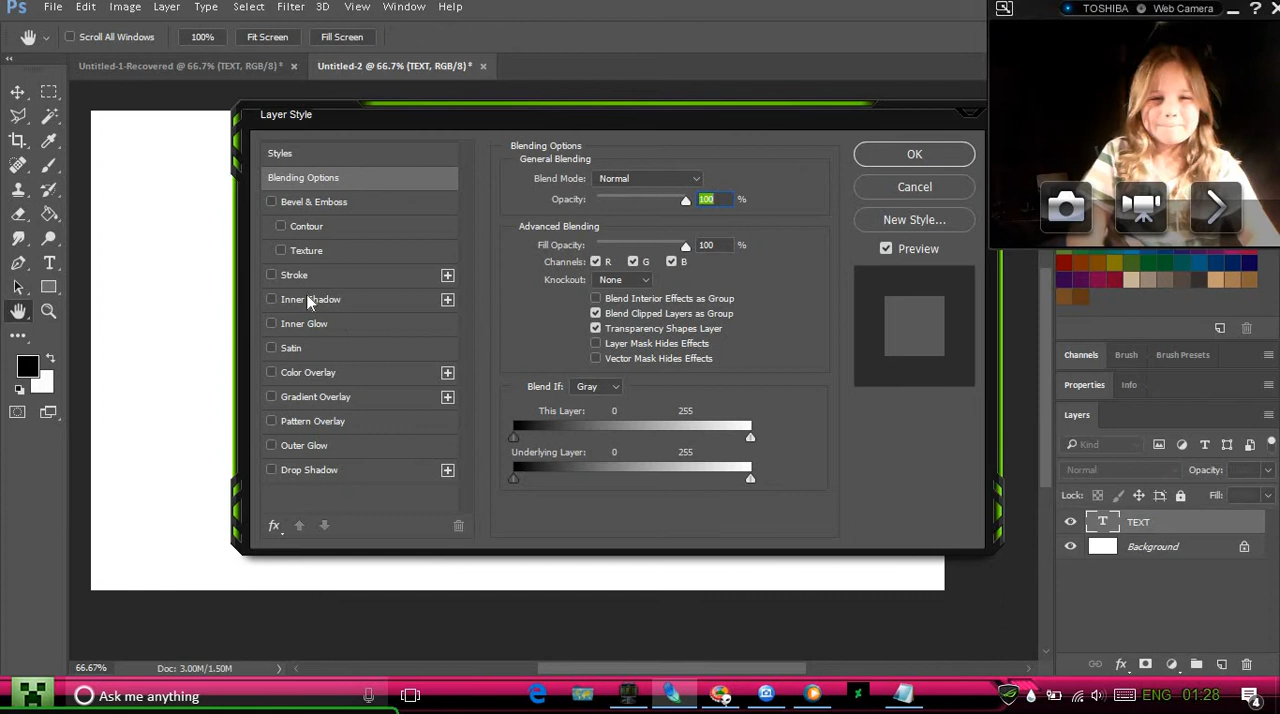 Ps File Edit Image Layer Type Select Filter 3D View Window Help
TOSHIBA Web Camera
Scroll All Windows 100% Fit Screen Fill Screen
Untitled-1-Recovered @ 66.7% (TEXT, RGB/8) * × Untitled-2 @ 66.7% (TEXT, RGB/8) * ×
Layer Style
Styles
Blending Options
Bevel & Emboss
Contour
Texture
Stroke
Inner Shadow
Inner Glow
Satin
Color Overlay
Gradient Overlay
Pattern Overlay
Outer Glow
Drop Shadow
fx
Blending Options
General Blending
Blend Mode: Normal
Opacity: 100 %
Advanced Blending
Fill Opacity: 100 %
Channels: R G B
Knockout: None
Blend Interior Effects as Group
Blend Clipped Layers as Group
Transparency Shapes Layer
Layer Mask Hides Effects
Vector Mask Hides Effects
Blend If: Gray
This Layer: 0 255
Underlying Layer: 0 255
OK
Cancel
New Style...
Preview
Channels Brush Brush Presets
Properties Info
Layers
Kind
Normal Opacity:
Lock: Fill:
TEXT
Background
66.67% Doc: 3.00M/1.50M
Ask me anything
ENG 01:28 4